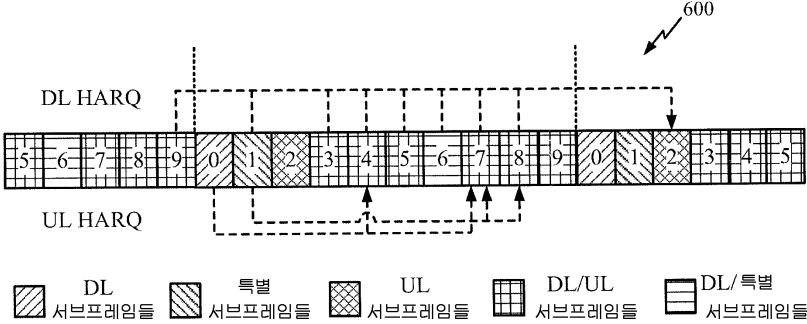 600
DL HARQ
5 6 7 8 9 0 1 2 3 4 5 6 7 8 9 0 1 2 3 4 5
UL HARQ
DL 서브프레임들
특별 서브프레임들
UL 서브프레임들
DL/UL 서브프레임들
DL/특별 서브프레임들